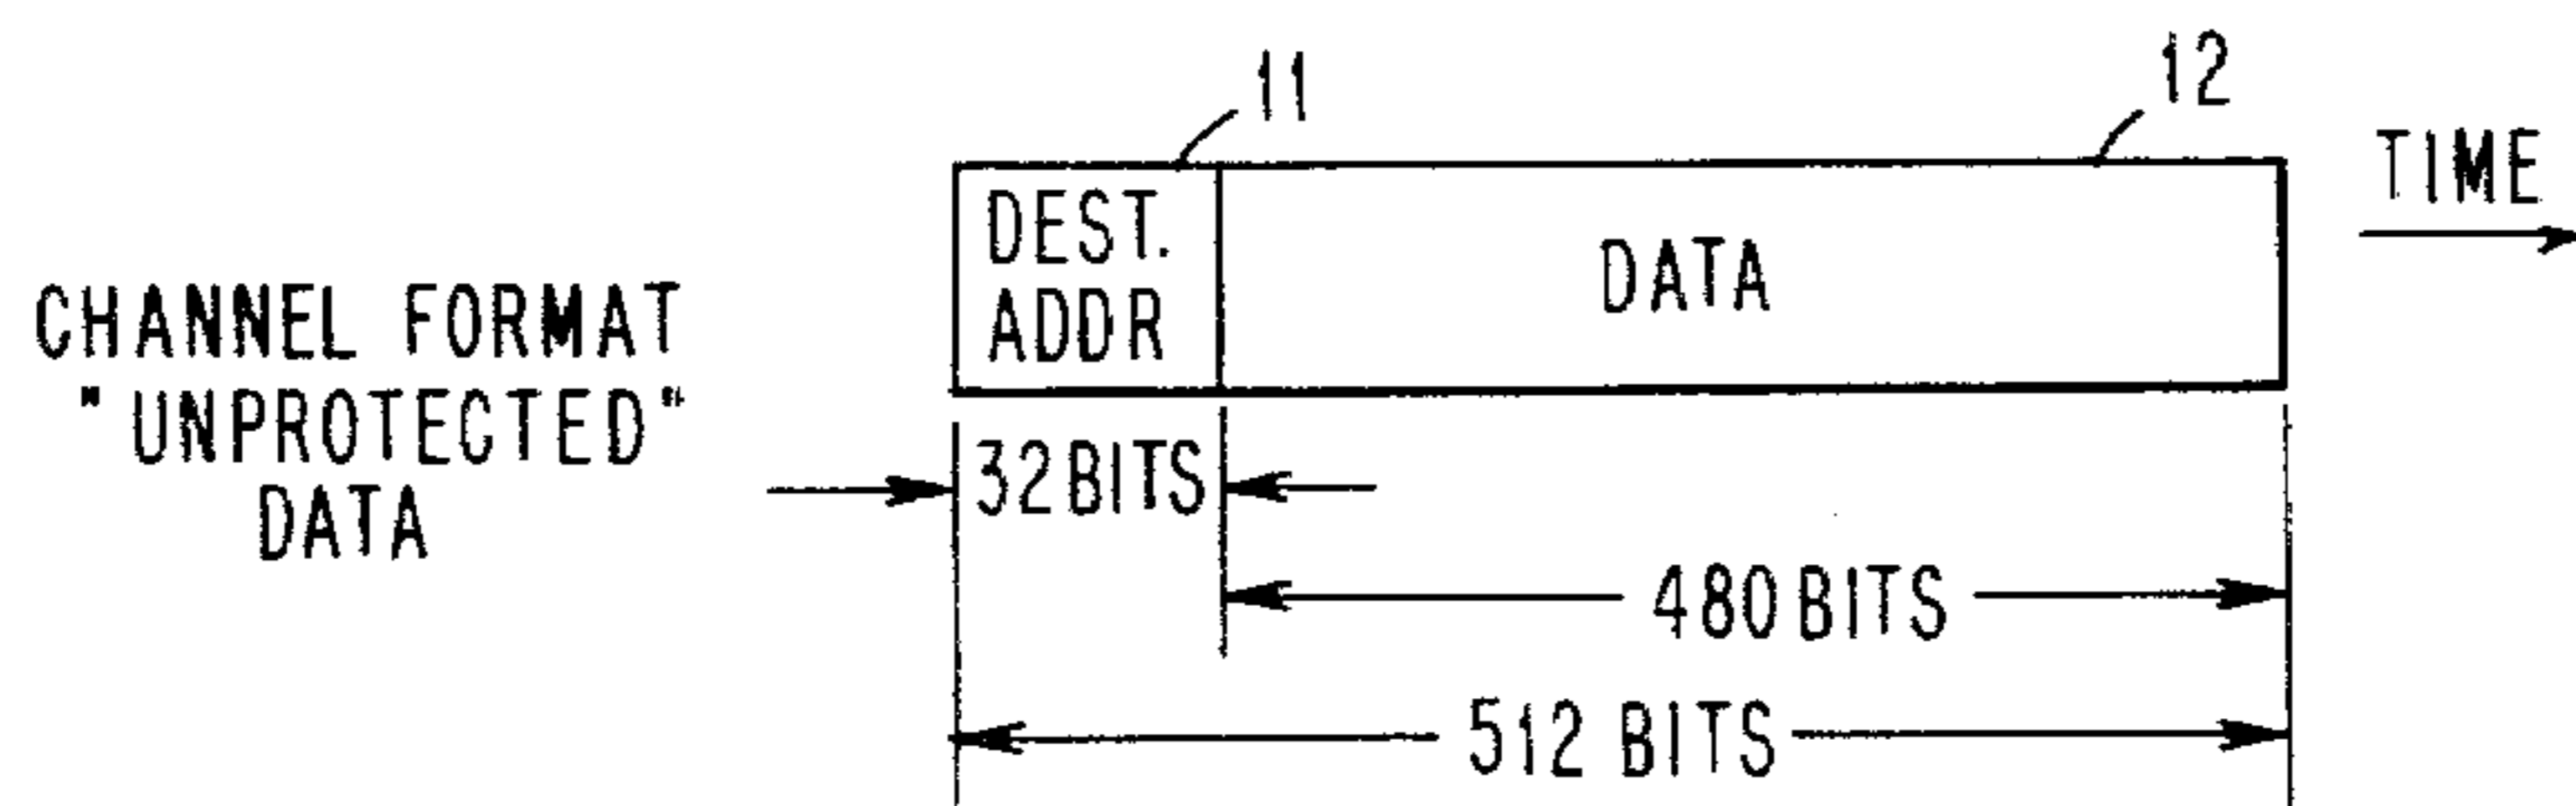 11
12
TIME
DEST.
ADDR
DATA
CHANNEL FORMAT
"UNPROTECTED"
DATA
32 BITS
480 BITS
512 BITS